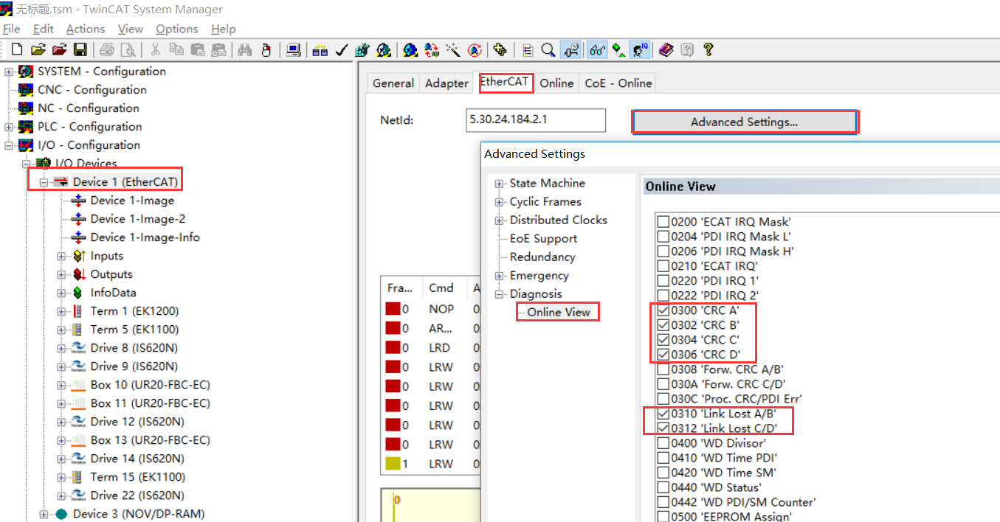 无标题.tsm - TwinCAT System Manager
File Edit Actions View Options Help
SYSTEM - Configuration
CNC - Configuration
NC - Configuration
PLC - Configuration
I/O - Configuration
I/O Devices
Device 1 (EtherCAT)
Device 1-Image
Device 1-Image-2
Device 1-Image-Info
Inputs
Outputs
InfoData
Term 1 (EK1200)
Term 5 (EK1100)
Drive 8 (IS620N)
Drive 9 (IS620N)
Box 10 (UR20-FBC-EC)
Box 11 (UR20-FBC-EC)
Drive 12 (IS620N)
Box 13 (UR20-FBC-EC)
Drive 14 (IS620N)
Term 15 (EK1100)
Drive 22 (IS620N)
Device 3 (NOV/DP-RAM)
General Adapter EtherCAT Online CoE - Online
NetId: 5.30.24.184.2.1 Advanced Settings...
Fra... Cmd A
0 NOP 0
0 AR... 0
0 LRD 0
0 LRW 0
0 LRW 0
0 LRW 0
0 LRW 0
0 LRW 0
1 LRW 0
0
Advanced Settings
State Machine
Cyclic Frames
Distributed Clocks
EoE Support
Redundancy
Emergency
Diagnosis
Online View
Online View
0200 'ECAT IRQ Mask'
0204 'PDI IRQ Mask L'
0206 'PDI IRQ Mask H'
0210 'ECAT IRQ'
0220 'PDI IRQ 1'
0222 'PDI IRQ 2'
0300 'CRC A'
0302 'CRC B'
0304 'CRC C'
0306 'CRC D'
0308 'Forw. CRC A/B'
030A 'Forw. CRC C/D'
030C 'Proc. CRC/PDI Err'
0310 'Link Lost A/B'
0312 'Link Lost C/D'
0400 'WD Divisor'
0410 'WD Time PDI'
0420 'WD Time SM'
0440 'WD Status'
0442 'WD PDI/SM Counter'
0500 'EEPROM Assign'